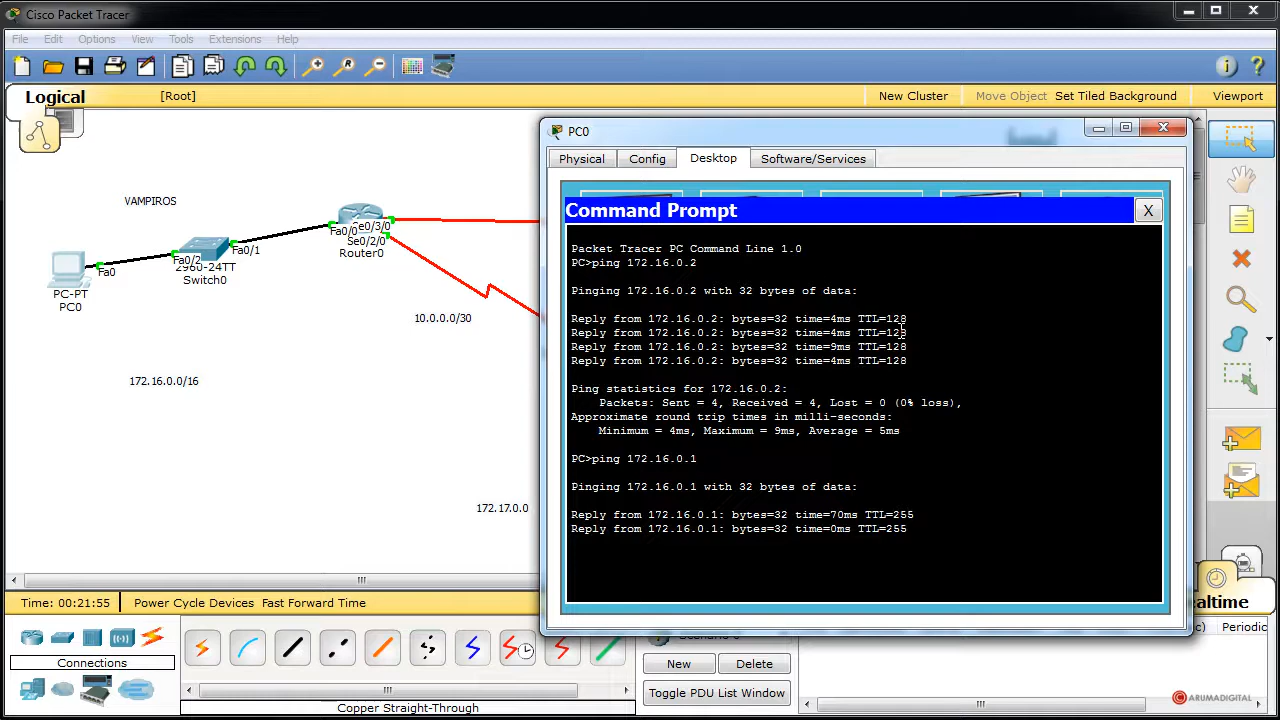 Cisco Packet Tracer
File Edit Options View Tools Extensions Help
Logical
[Root]
New Cluster
Move Object
Set Tiled Background
Viewport
VAMPIROS
PC-PT
PC0
Fa0
Fa0/2
Fa0/1
2960-24TT
Switch0
Fa0/0
Se0/3/0
Se0/2/0
Router0
10.0.0.0/30
172.16.0.0/16
172.17.0.0
PC0
Physical
Config
Desktop
Software/Services
Command Prompt
X
Packet Tracer PC Command Line 1.0
PC>ping 172.16.0.2
Pinging 172.16.0.2 with 32 bytes of data:
Reply from 172.16.0.2: bytes=32 time=4ms TTL=128
Reply from 172.16.0.2: bytes=32 time=4ms TTL=128
Reply from 172.16.0.2: bytes=32 time=9ms TTL=128
Reply from 172.16.0.2: bytes=32 time=4ms TTL=128
Ping statistics for 172.16.0.2:
Packets: Sent = 4, Received = 4, Lost = 0 (0% loss),
Approximate round trip times in milli-seconds:
Minimum = 4ms, Maximum = 9ms, Average = 5ms
PC>ping 172.16.0.1
Pinging 172.16.0.1 with 32 bytes of data:
Reply from 172.16.0.1: bytes=32 time=70ms TTL=255
Reply from 172.16.0.1: bytes=32 time=0ms TTL=255
Time: 00:21:55
Power Cycle Devices
Fast Forward Time
Connections
Copper Straight-Through
New
Delete
Toggle PDU List Window
Periodic
ARUMADIGITAL